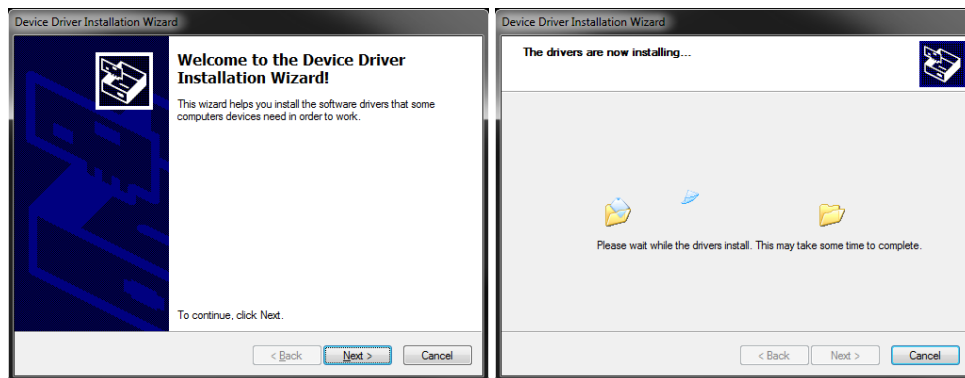 Device Driver Installation Wizard
Welcome to the Device Driver
Installation Wizard!
This wizard helps you install the software drivers that some
computers devices need in order to work.
To continue, click Next.
< Back
Next >
Cancel
Device Driver Installation Wizard
The drivers are now installing...
Please wait while the drivers install. This may take some time to complete.
< Back
Next >
Cancel